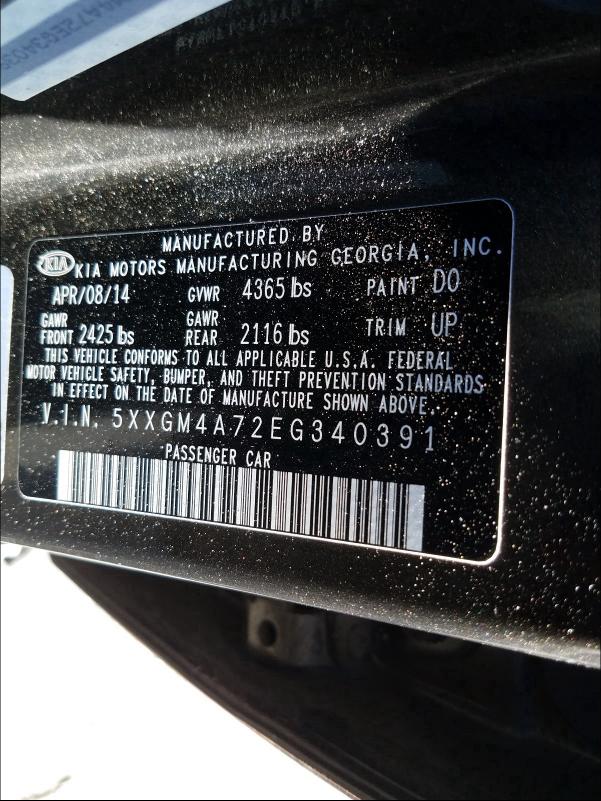 MANUFACTURED BY
KIA KIA MOTORS MANUFACTURING GEORGIA, INC.
APR/08/14 GVWR 4365 lbs PAINT D0
GAWR FRONT 2425 lbs GAWR REAR 2116 lbs TRIM UP
THIS VEHICLE CONFORMS TO ALL APPLICABLE U.S.A. FEDERAL
MOTOR VEHICLE SAFETY, BUMPER, AND THEFT PREVENTION STANDARDS
IN EFFECT ON THE DATE OF MANUFACTURE SHOWN ABOVE.
V.I.N. 5XXGM4A72EG340391
PASSENGER CAR